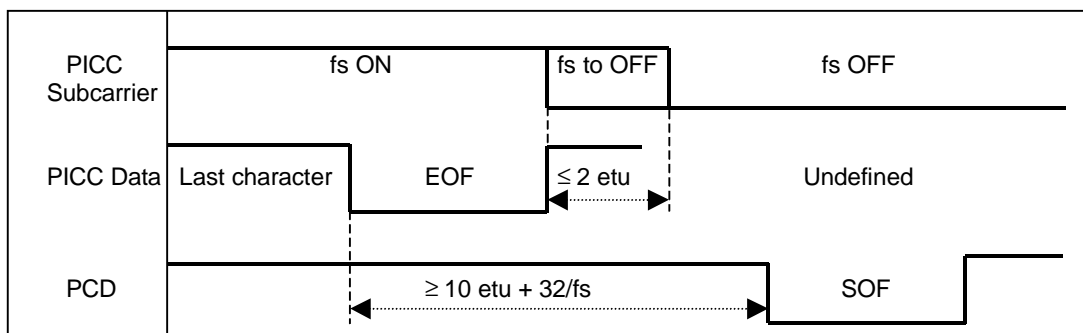 PICC Subcarrier
fs ON
fs to OFF
fs OFF
PICC Data
Last character
EOF
≤ 2 etu
Undefined
PCD
≥ 10 etu + 32/fs
SOF